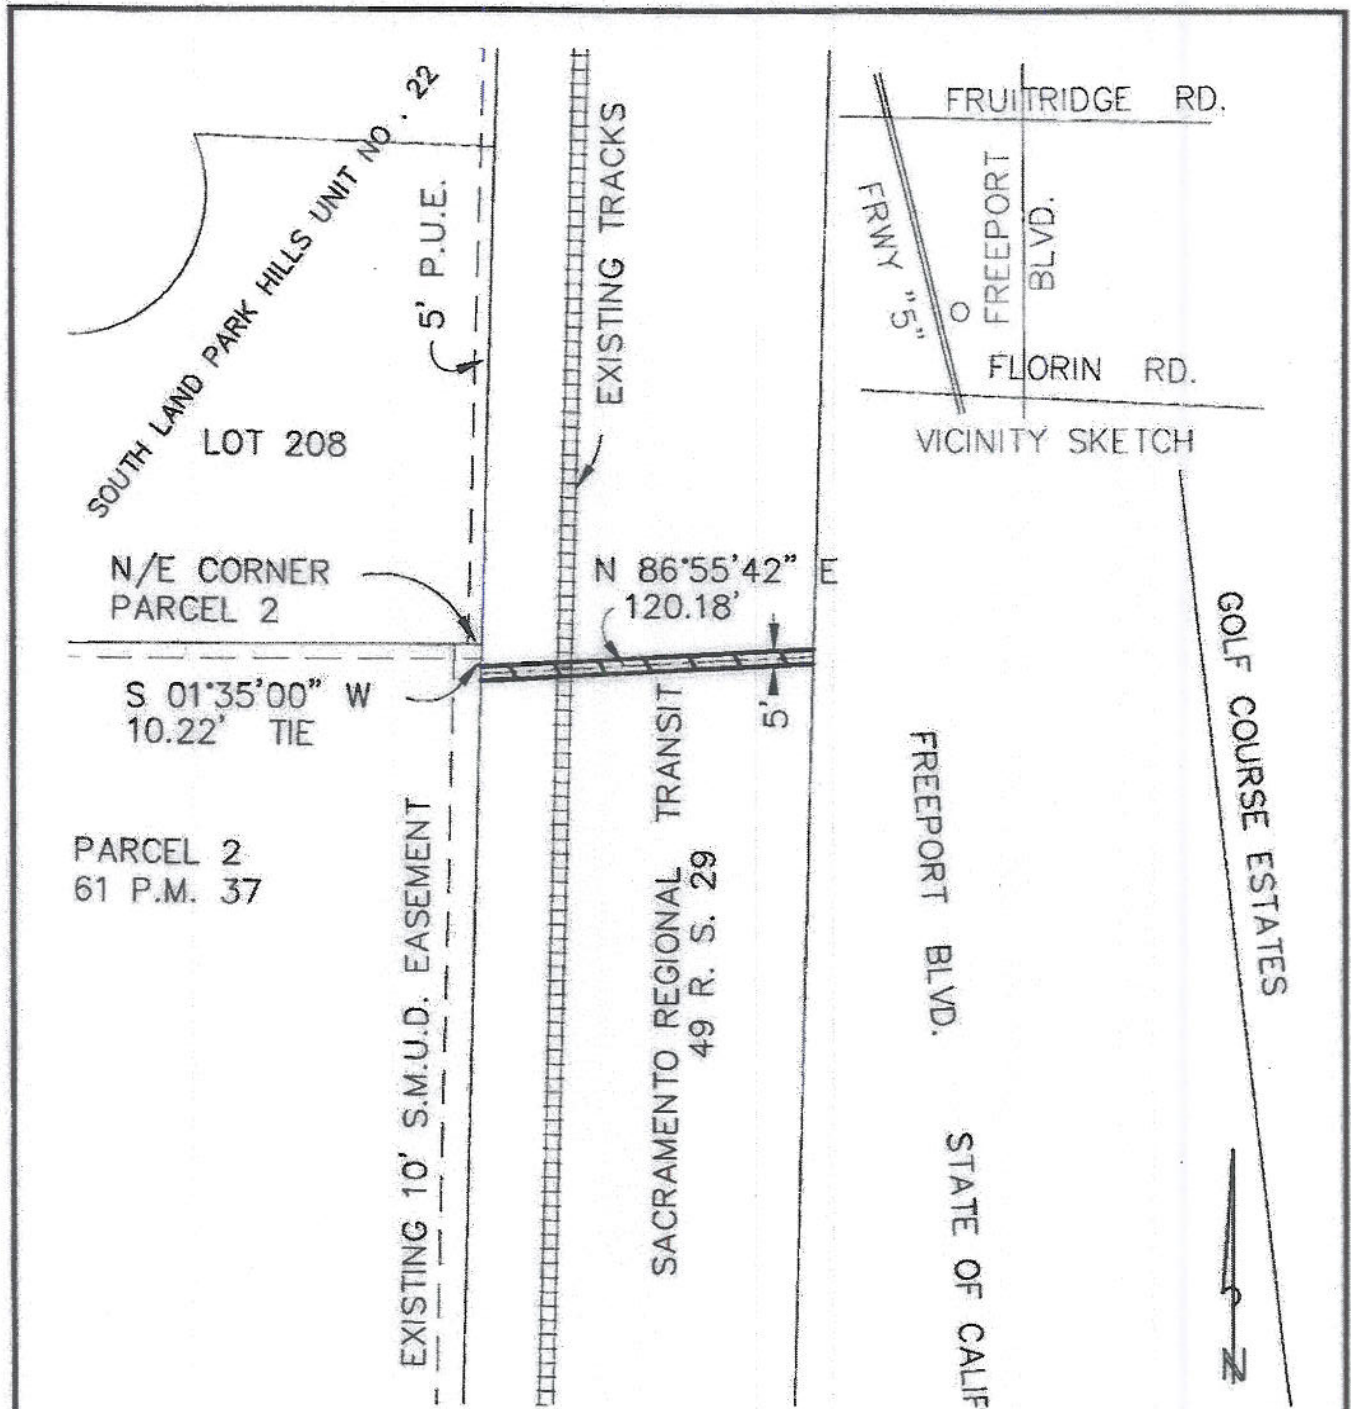 SOUTH LAND PARK HILLS UNIT NO. 22
5' P.U.E.
EXISTING TRACKS
FRUITRIDGE RD.
FRWY "5"
FREEPORT
BLVD.
FLORIN RD.
VICINITY SKETCH
LOT 208
N/E CORNER
PARCEL 2
N 86°55'42" E
120.18'
S 01°35'00" W
10.22' TIE
5'
PARCEL 2
61 P.M. 37
EXISTING 10' S.M.U.D. EASEMENT
SACRAMENTO REGIONAL TRANSIT
49 R. S. 29
FREEPORT BLVD. STATE OF CALIF
GOLF COURSE ESTATES
N